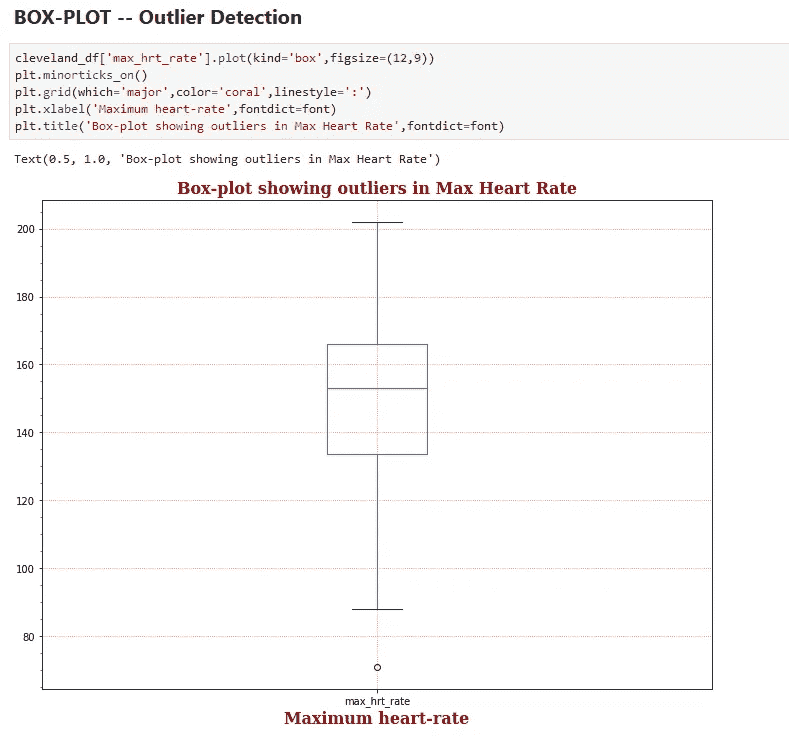 BOX-PLOT -- Outlier Detection
cleveland_df['max_hrt_rate'].plot(kind='box',figsize=(12,9))
plt.minorticks_on()
plt.grid(which='major',color='coral',linestyle=':')
plt.xlabel('Maximum heart-rate',fontdict=font)
plt.title('Box-plot showing outliers in Max Heart Rate',fontdict=font)
Text(0.5, 1.0, 'Box-plot showing outliers in Max Heart Rate')
Box-plot showing outliers in Max Heart Rate
200
180
160
140
120
100
80
max_hrt_rate
Maximum heart-rate